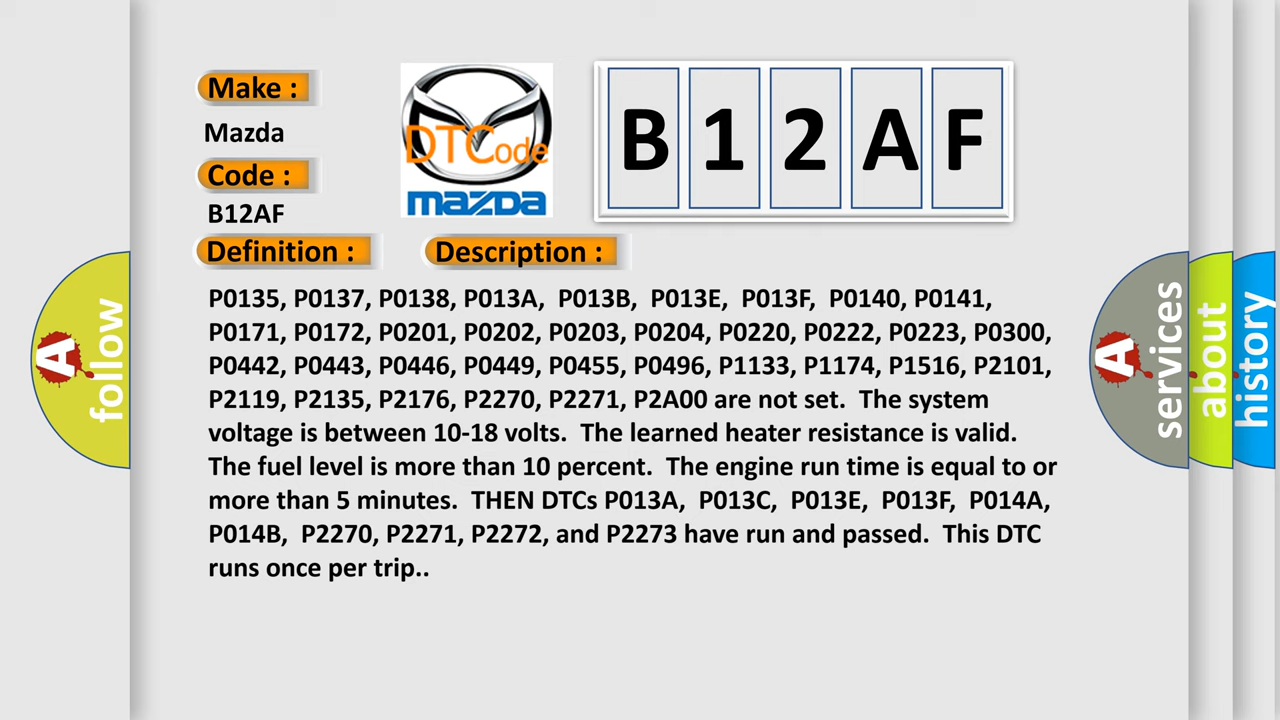 Make :
Mazda
Code :
B12AF
DTCode
mazda
B12AF
Definition :
Description :
P0135, P0137, P0138, P013A, P013B, P013E, P013F, P0140, P0141,
P0171, P0172, P0201, P0202, P0203, P0204, P0220, P0222, P0223, P0300,
P0442, P0443, P0446, P0449, P0455, P0496, P1133, P1174, P1516, P2101,
P2119, P2135, P2176, P2270, P2271, P2A00 are not set. The system
voltage is between 10-18 volts. The learned heater resistance is valid.
The fuel level is more than 10 percent. The engine run time is equal to or
more than 5 minutes. THEN DTCs P013A, P013C, P013E, P013F, P014A,
P014B, P2270, P2271, P2272, and P2273 have run and passed. This DTC
runs once per trip..
A follow
A services
about
history